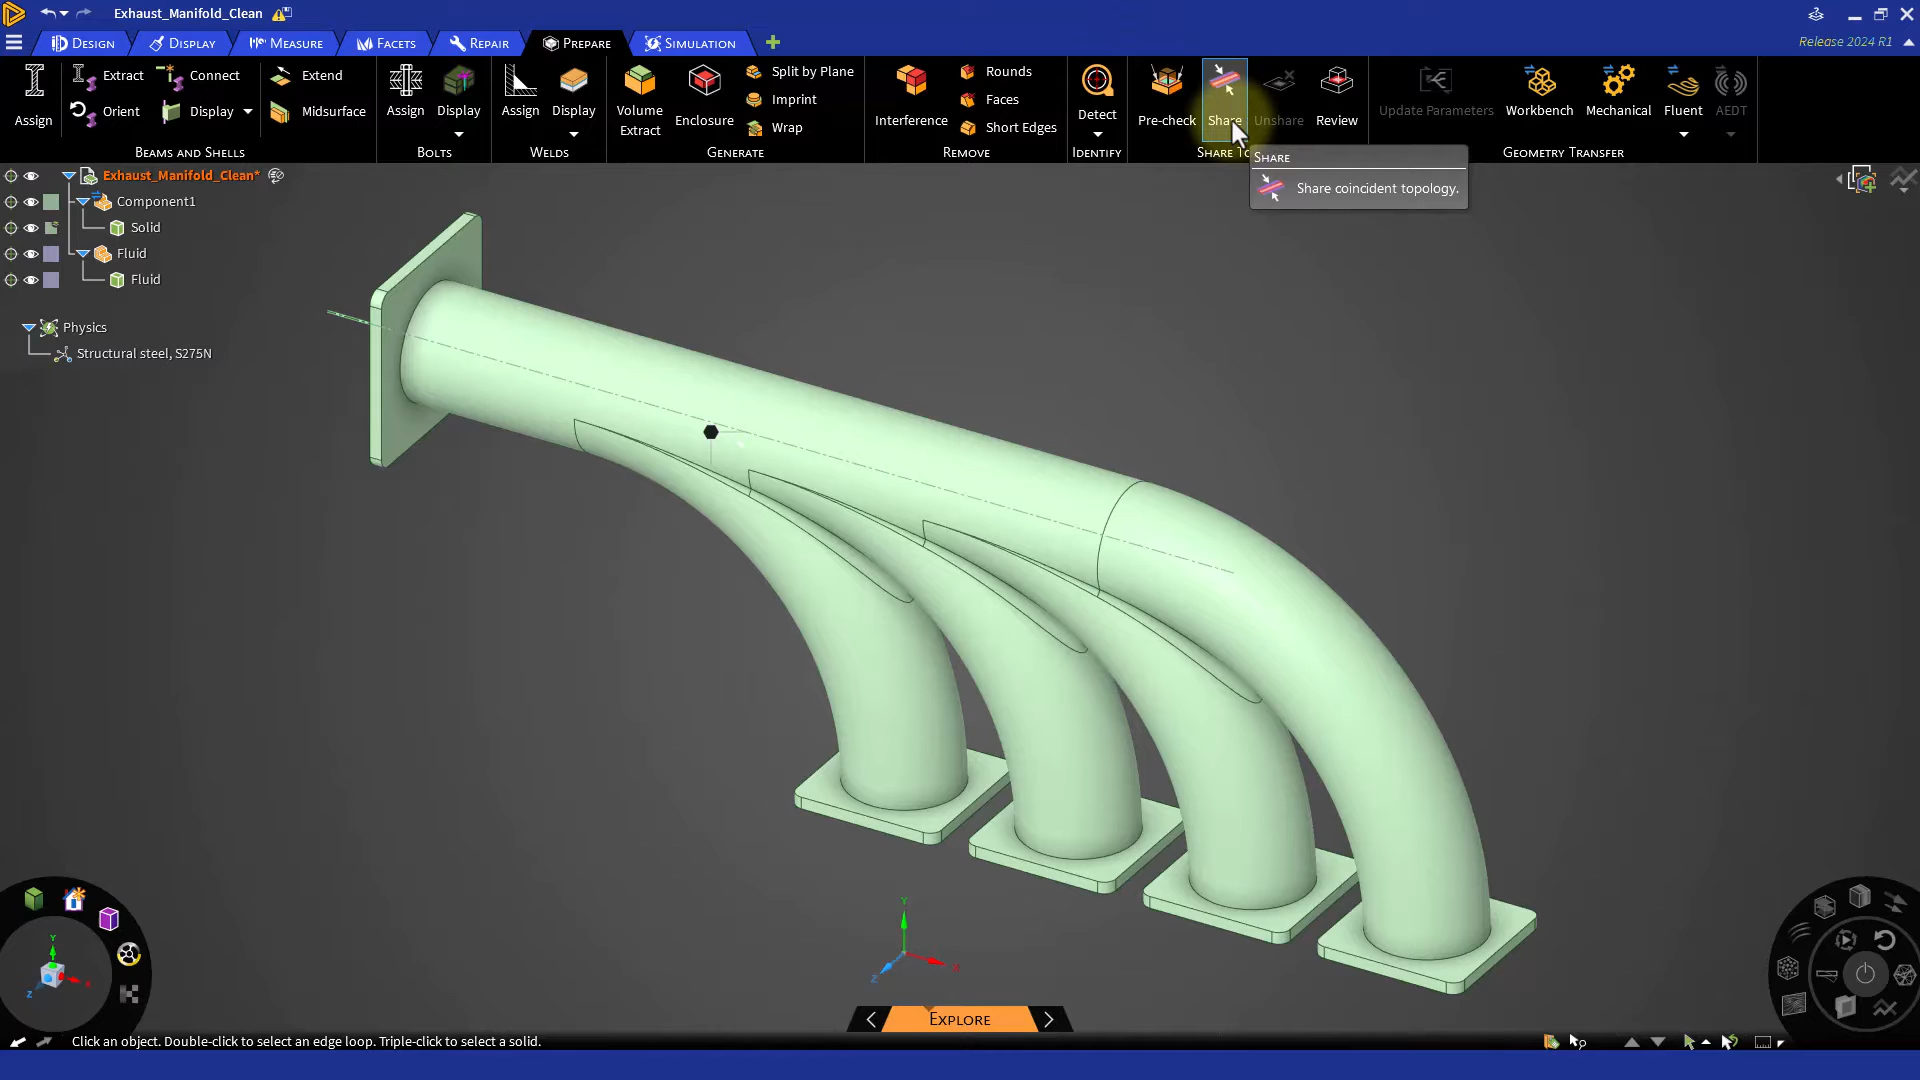 Exhaust_Manifold_Clean
DESIGN
DISPLAY
MEASURE
FACETS
REPAIR
PREPARE
SIMULATION
Release 2024 R1
Assign
Extract
Orient
Connect
Display
Extend
Midsurface
BEAMS AND SHELLS
Assign
Display
BOLTS
Assign
Display
WELDS
Volume
Extract
Enclosure
Split by Plane
Imprint
Wrap
GENERATE
Interference
Rounds
Faces
Short Edges
REMOVE
Detect
IDENTIFY
Pre-check
Share
Unshare
Review
SHARE TO
Update Parameters
Workbench
Mechanical
Fluent
AEDT
GEOMETRY TRANSFER
SHARE
Share coincident topology.
Exhaust_Manifold_Clean*
Component1
Solid
Fluid
Fluid
Physics
Structural steel, S275N
Y
X
Z
Y
X
Z
EXPLORE
Click an object. Double-click to select an edge loop. Triple-click to select a solid.